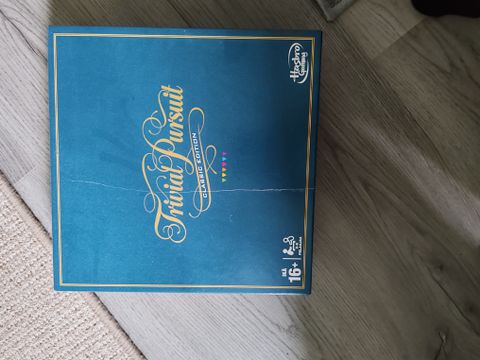 Hasbro
Gaming
Trivial Pursuit
CLASSIC EDITION
16+